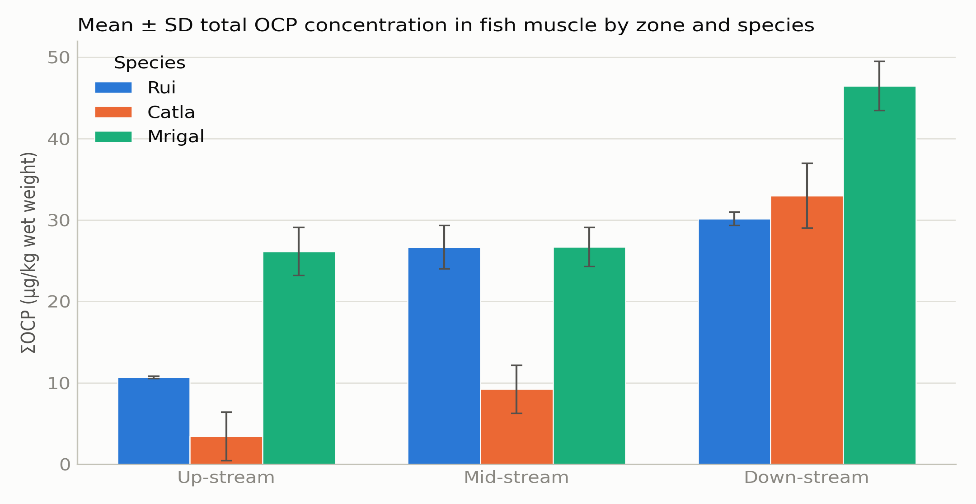 Mean ± SD total OCP concentration in fish muscle by zone and species
ΣOCP (µg/kg wet weight)
50
40
30
20
10
0
Species
Rui
Catla
Mrigal
Up-stream
Mid-stream
Down-stream